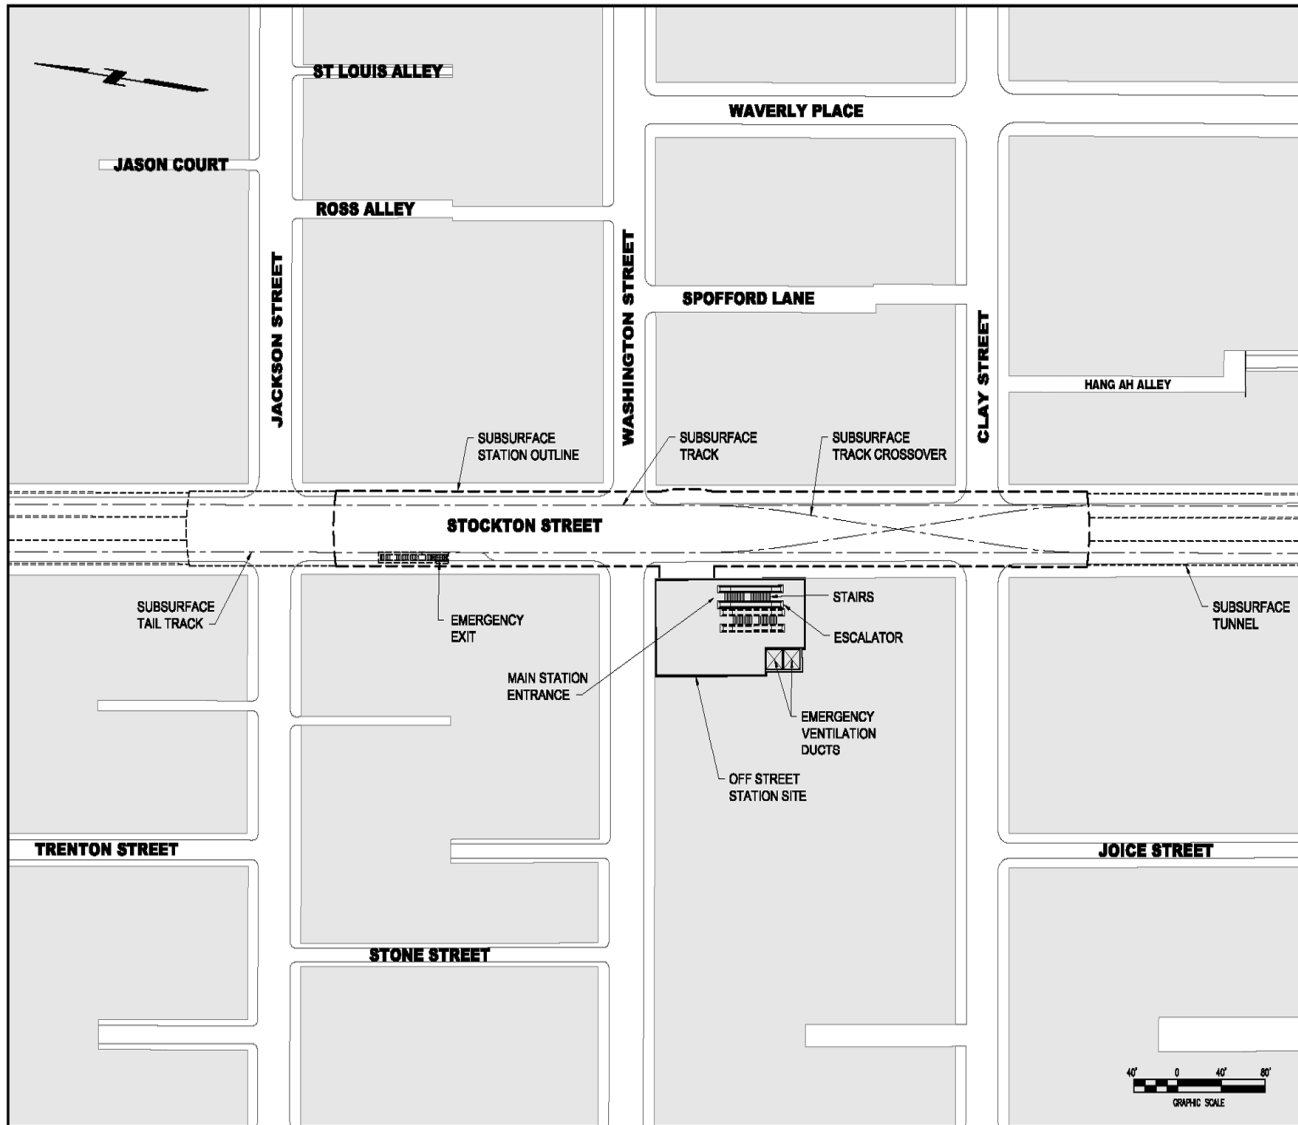 ST LOUIS ALLEY
WAVERLY PLACE
JASON COURT
ROSS ALLEY
JACKSON STREET
WASHINGTON STREET
SPOFFORD LANE
CLAY STREET
HANG AH ALLEY
SUBSURFACE
STATION OUTLINE
SUBSURFACE
TRACK
SUBSURFACE
TRACK CROSSOVER
STOCKTON STREET
SUBSURFACE
TAIL TRACK
EMERGENCY
EXIT
STAIRS
ESCALATOR
SUBSURFACE
TUNNEL
MAIN STATION
ENTRANCE
EMERGENCY
VENTILATION
DUCTS
OFF STREET
STATION SITE
TRENTON STREET
JOICE STREET
STONE STREET
40' 0 40' 80'
GRAPHIC SCALE